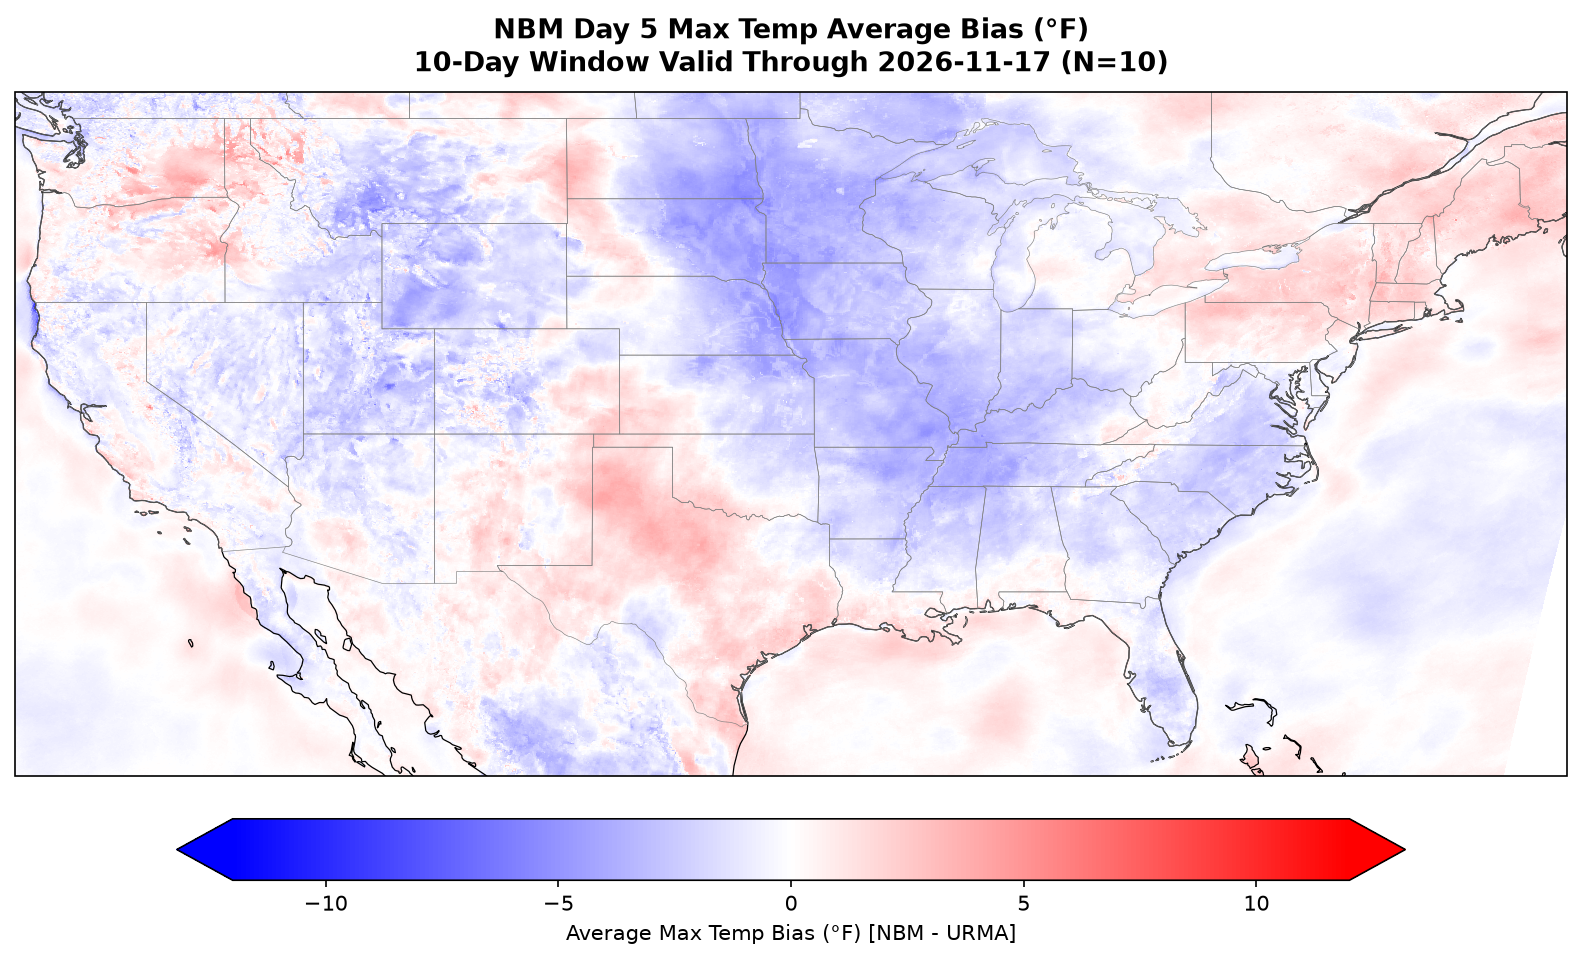 NBM Day 5 Max Temp Average Bias (°F)
10-Day Window Valid Through 2026-11-17 (N=10)
−10 −5 0 5 10
Average Max Temp Bias (°F) [NBM - URMA]